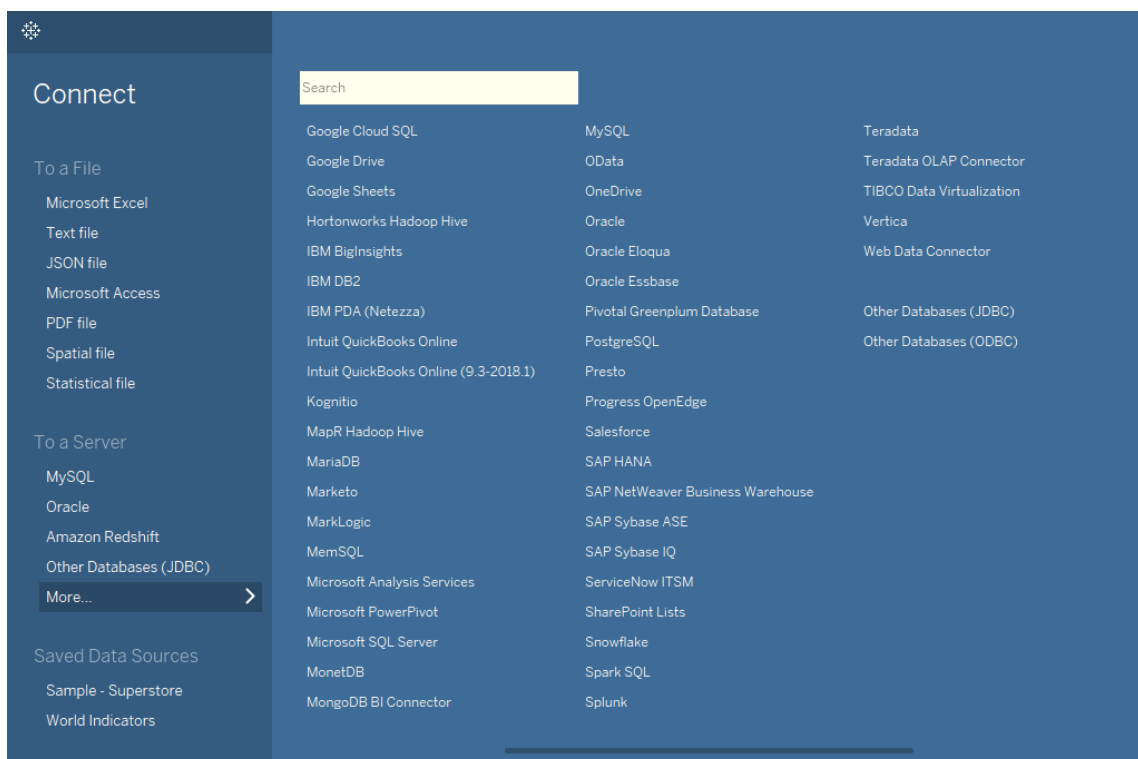 Connect
To a File
Microsoft Excel
Text file
JSON file
Microsoft Access
PDF file
Spatial file
Statistical file
To a Server
MySQL
Oracle
Amazon Redshift
Other Databases (JDBC)
More...
Saved Data Sources
Sample - Superstore
World Indicators
Search
Google Cloud SQL
Google Drive
Google Sheets
Hortonworks Hadoop Hive
IBM BigInsights
IBM DB2
IBM PDA (Netezza)
Intuit QuickBooks Online
Intuit QuickBooks Online (9.3-2018.1)
Kognitio
MapR Hadoop Hive
MariaDB
Marketo
MarkLogic
MemSQL
Microsoft Analysis Services
Microsoft PowerPivot
Microsoft SQL Server
MonetDB
MongoDB BI Connector
MySQL
OData
OneDrive
Oracle
Oracle Eloqua
Oracle Essbase
Pivotal Greenplum Database
PostgreSQL
Presto
Progress OpenEdge
Salesforce
SAP HANA
SAP NetWeaver Business Warehouse
SAP Sybase ASE
SAP Sybase IQ
ServiceNow ITSM
SharePoint Lists
Snowflake
Spark SQL
Splunk
Teradata
Teradata OLAP Connector
TIBCO Data Virtualization
Vertica
Web Data Connector
Other Databases (JDBC)
Other Databases (ODBC)